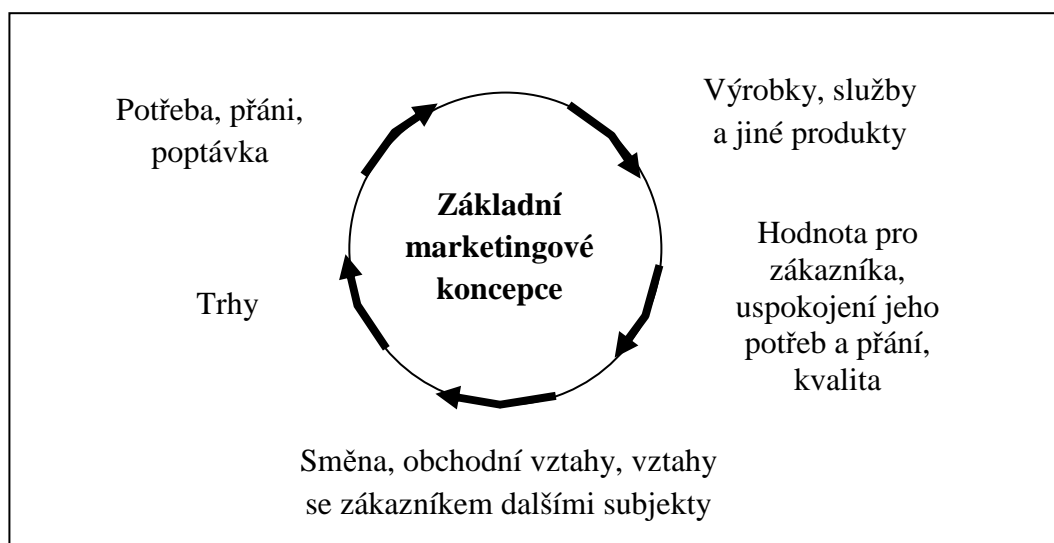 Potřeba, přáni,
poptávka
Výrobky, služby
a jiné produkty
Základní
marketingové
koncepce
Hodnota pro
zákazníka,
uspokojení jeho
potřeb a přání,
kvalita
Trhy
Směna, obchodní vztahy, vztahy
se zákazníkem dalšími subjekty